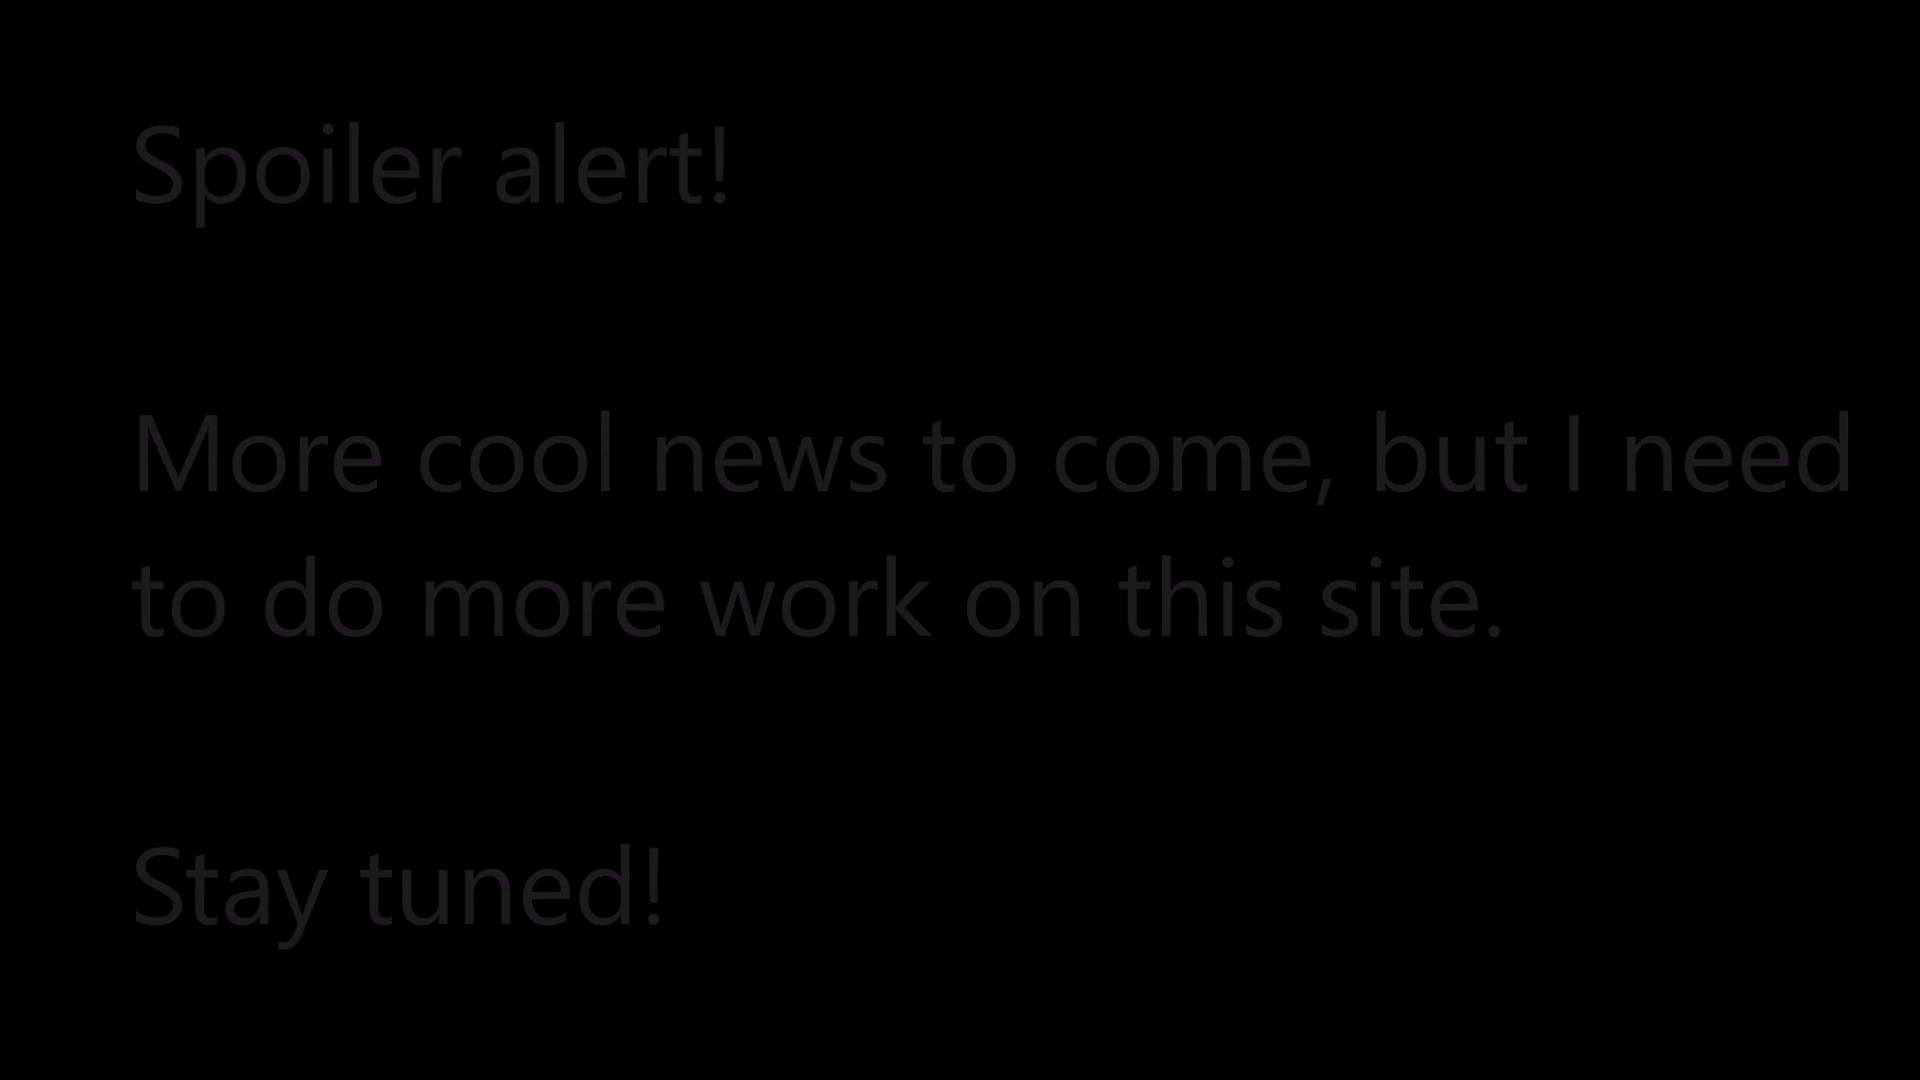 Spoiler alert!
More cool news to come, but I need
to do more work on this site.
Stay tuned!